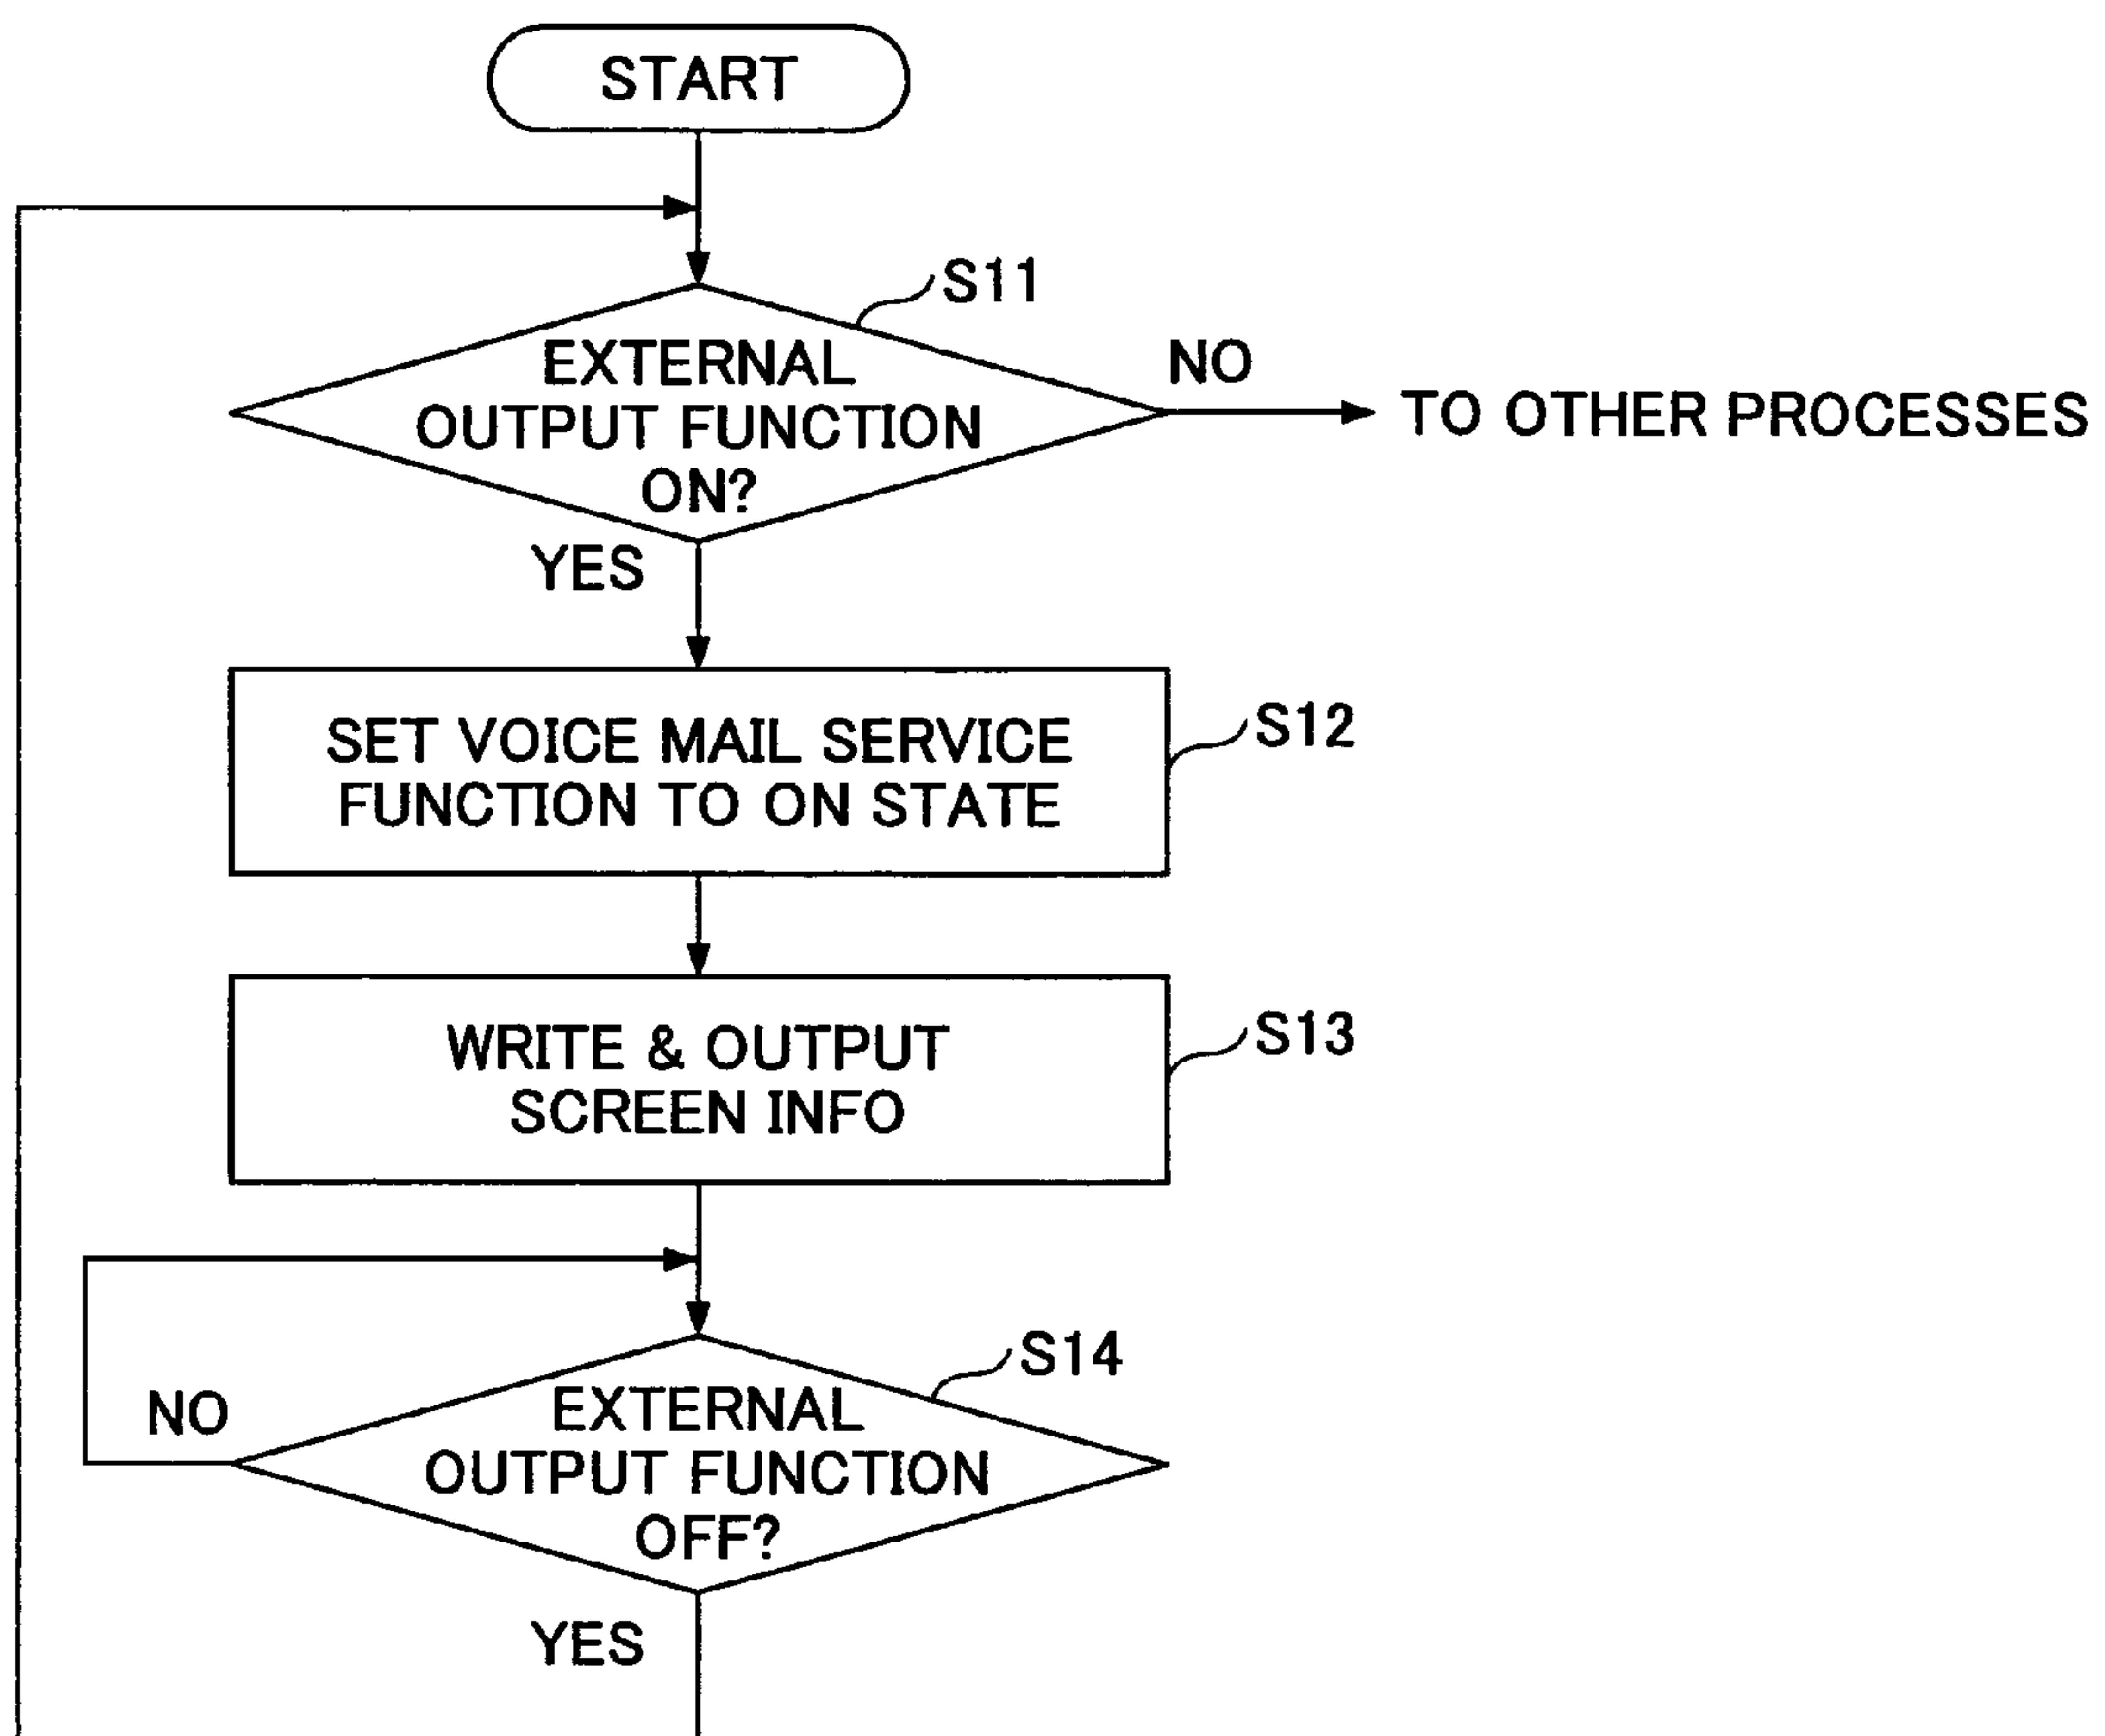 START
S11
EXTERNAL
OUTPUT FUNCTION
ON?
NO
TO OTHER PROCESSES
YES
SET VOICE MAIL SERVICE
FUNCTION TO ON STATE
S12
WRITE & OUTPUT
SCREEN INFO
S13
S14
EXTERNAL
OUTPUT FUNCTION
OFF?
NO
YES